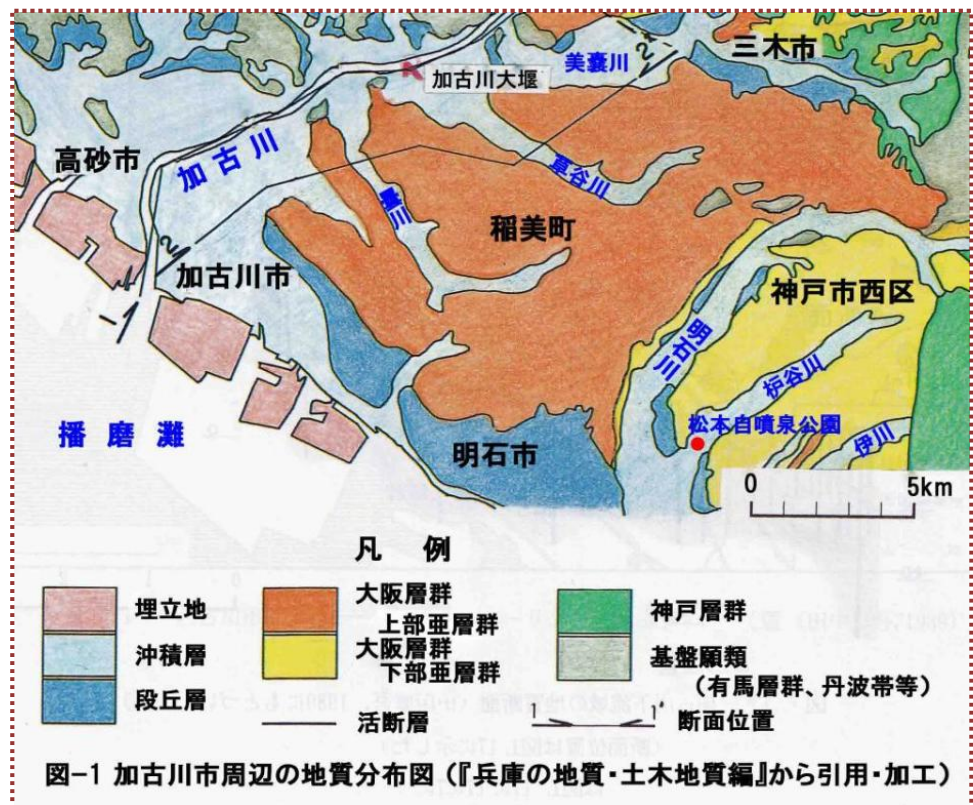 三木市
美嚢川
加古川大堰
高砂市
加古川
草谷川
曇川
稲美町
加古川市
神戸市西区
明石川
栌谷川
播磨灘
松本自噴泉公園
明石市
伊川
0 5km
凡例
埋立地
沖積層
段丘層
大阪層群
上部亜層群
大阪層群
下部亜層群
活断層
神戸層群
基盤願類
(有馬層群、丹波帯等)
断面位置
図-1 加古川市周辺の地質分布図 (『兵庫の地質・土木地質編』から引用・加工)